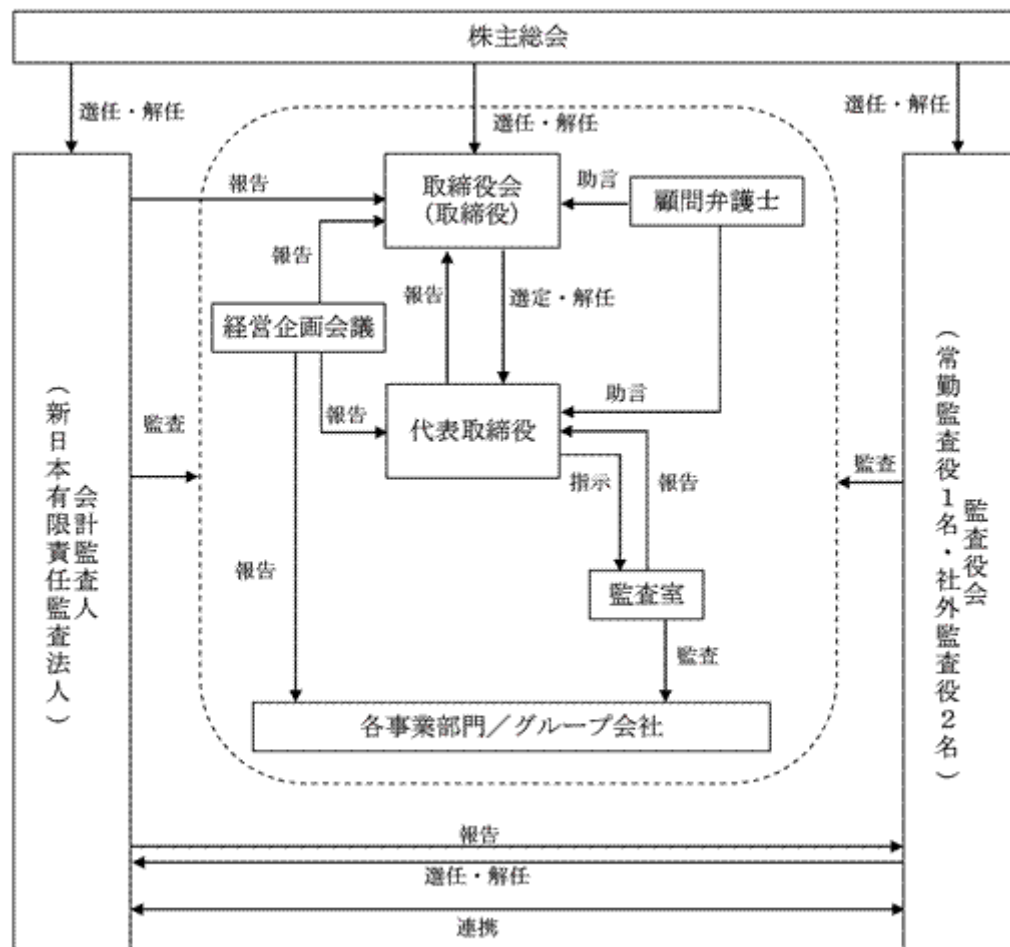 株主総会
選任・解任
選任・解任
選任・解任
報告
取締役会
(取締役)
助言
顧問弁護士
報告
報告
選定・解任
経営企画会議
報告
代表取締役
助言
監査
指示
報告
監査
会計監査人
(新日本有限責任監査法人)
監査役会
(常勤監査役1名・社外監査役2名)
報告
監査室
監査
各事業部門／グループ会社
報告
選任・解任
連携